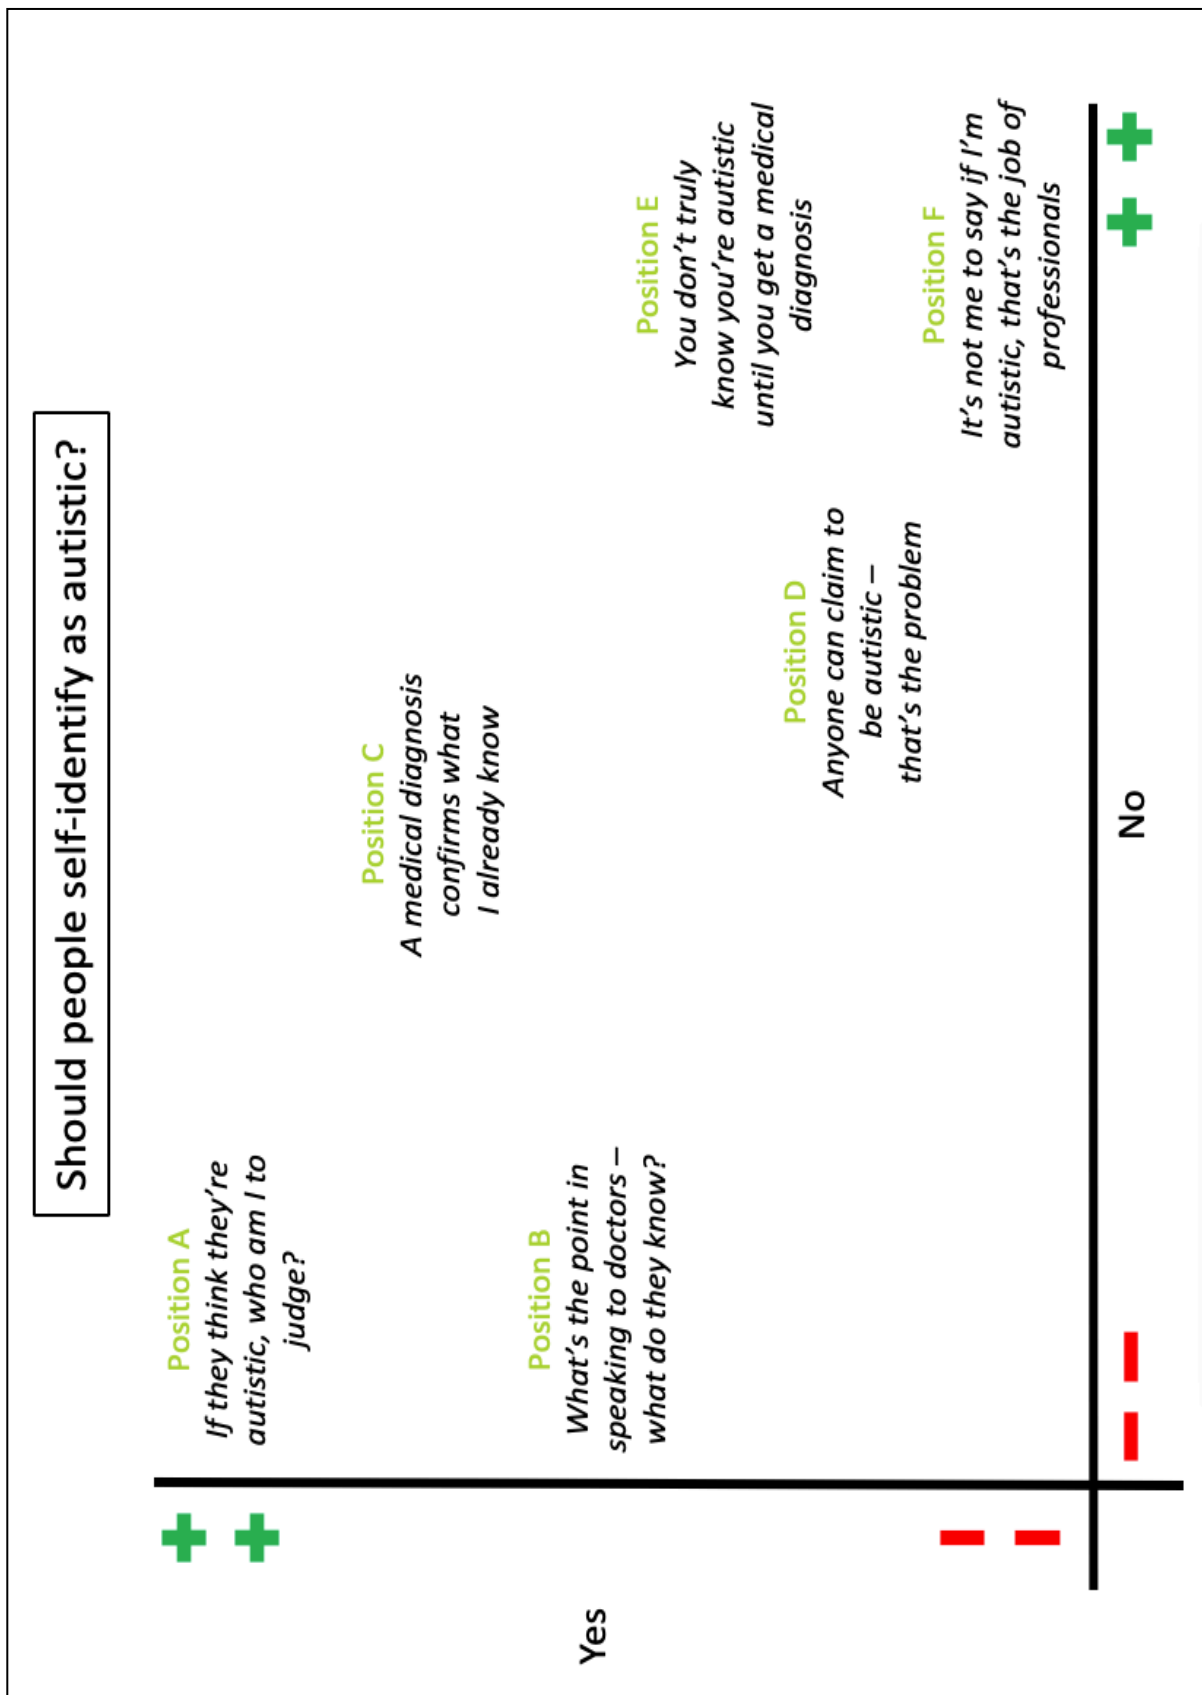 Should people self-identify as autistic?
Position A
If they think they're
autistic, who am I to
judge?
Position C
A medical diagnosis
confirms what
I already know
Position B
What's the point in
speaking to doctors –
what do they know?
Position E
You don't truly
know you're autistic
until you get a medical
diagnosis
Position D
Anyone can claim to
be autistic –
that's the problem
Position F
It's not me to say if I'm
autistic, that's the job of
professionals
Yes
No